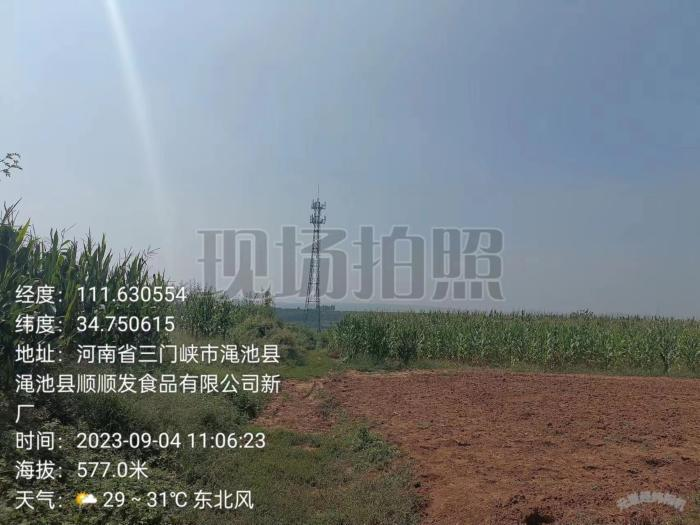 现场拍照
经度：111.630554
纬度：34.750615
地址：河南省三门峡市渑池县
渑池县顺顺发食品有限公司新
厂
时间：2023-09-04 11:06:23
海拔：577.0米
天气：29 ~ 31℃ 东北风